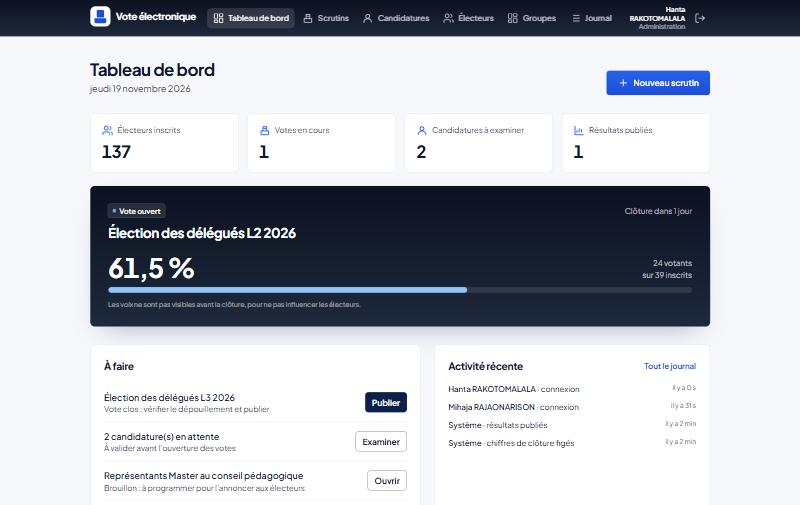 Vote électronique
Tableau de bord
Scrutins
Candidatures
Électeurs
Groupes
Journal
Hanta
RAKOTOMALALA
Administration
Tableau de bord
jeudi 19 novembre 2026
Nouveau scrutin
Électeurs inscrits
137
Votes en cours
1
Candidatures à examiner
2
Résultats publiés
1
Vote ouvert
Clôture dans 1 jour
Élection des délégués L2 2026
61,5 %
24 votants
sur 39 inscrits
Les voix ne sont pas visibles avant la clôture, pour ne pas influencer les électeurs.
À faire
Élection des délégués L3 2026
Vote clos : vérifier le dépouillement et publier
Publier
2 candidature(s) en attente
À valider avant l'ouverture des votes
Examiner
Représentants Master au conseil pédagogique
Brouillon : à programmer pour l'annoncer aux électeurs
Ouvrir
Activité récente
Tout le journal
Hanta RAKOTOMALALA · connexion
il y a 0 s
Mihaja RAJAONARISON · connexion
il y a 31 s
Système · résultats publiés
il y a 2 min
Système · chiffres de clôture figés
il y a 2 min